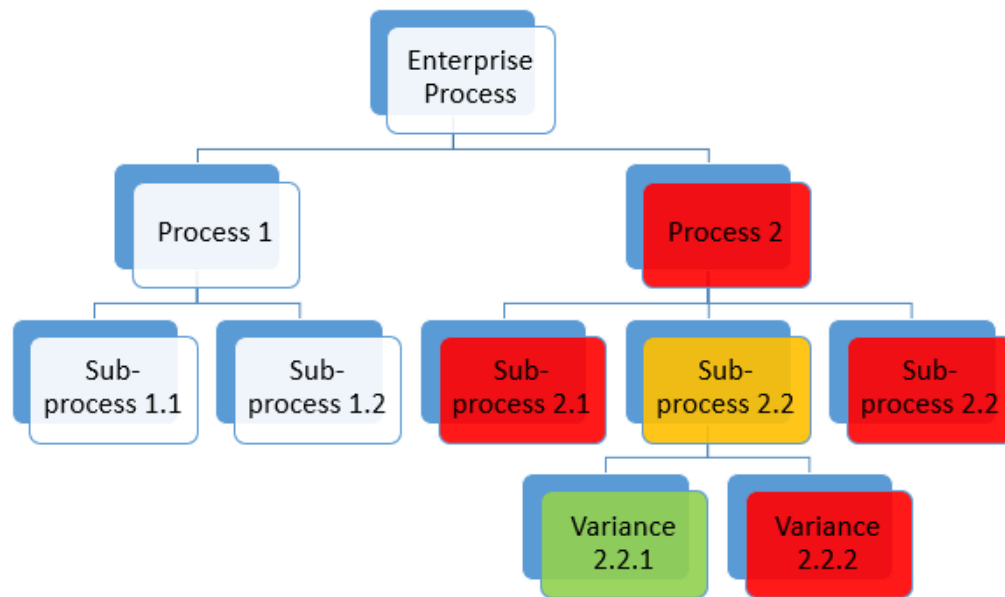 Enterprise
Process
Process 1
Process 2
Sub-
process 1.1
Sub-
process 1.2
Sub-
process 2.1
Sub-
process 2.2
Sub-
process 2.2
Variance
2.2.1
Variance
2.2.2